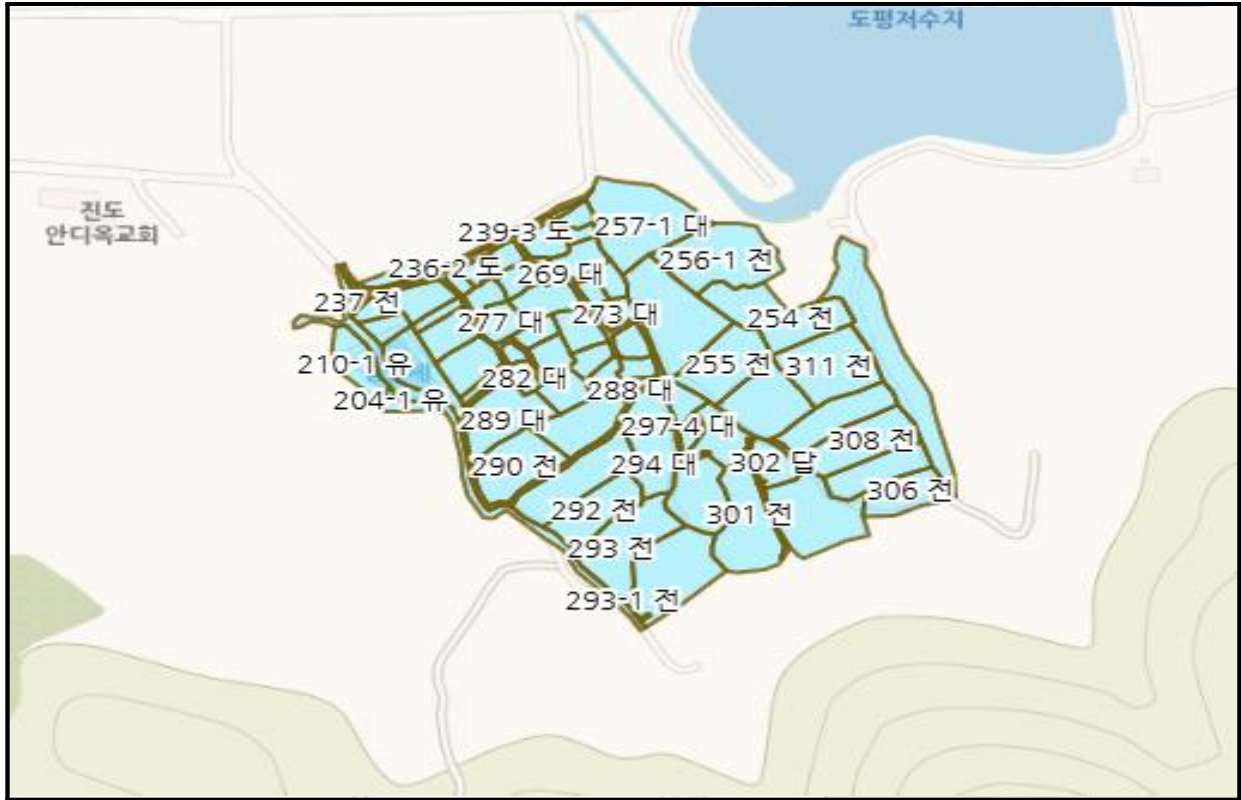 도평저수지
진도
안디옥교회
239-3 도
257-1 대
236-2 도
269 대
256-1 전
237 전
277 대
273 대
254 전
210-1 유
282 대
255 전
311 전
204-1 유
288 대
289 대
297-4 대
308 전
290 전
294 대
302 답
306 전
292 전
301 전
293 전
293-1 전